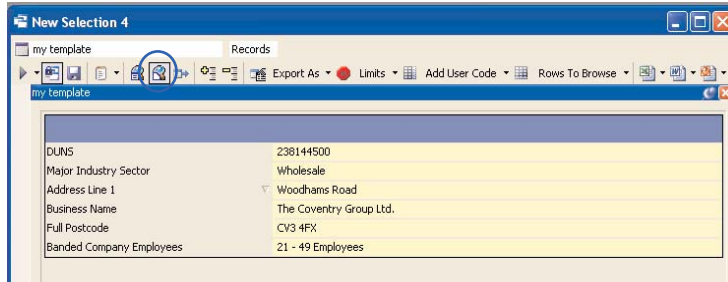 New Selection 4
my template Records
Export As Limits Add User Code Rows To Browse
my template
DUNS 238144500
Major Industry Sector Wholesale
Address Line 1 Woodhams Road
Business Name The Coventry Group Ltd.
Full Postcode CV3 4FX
Banded Company Employees 21 - 49 Employees